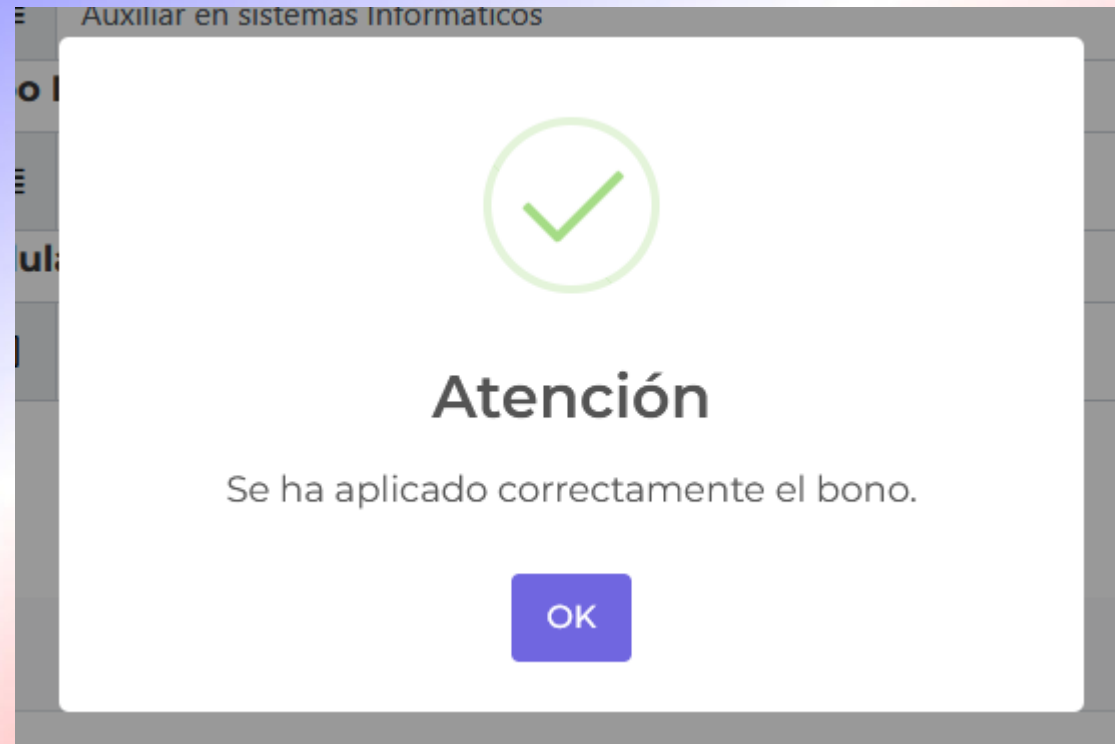 Auxiliar en sistemas Informaticos
Atención
Se ha aplicado correctamente el bono.
OK